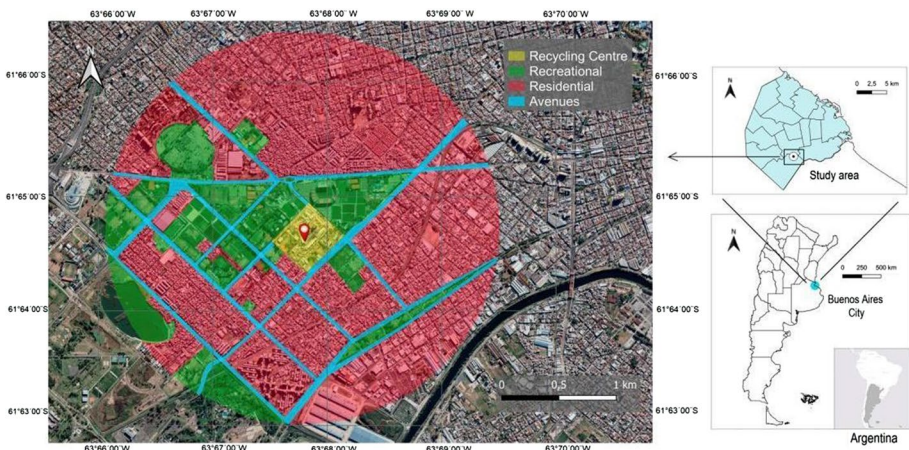 63°66´00¨W 63°67´00¨W 63°68´00¨W 63°69´00¨W 63°70´00¨W
N
Recycling Centre
Recreational
Residential
Avenues
61°66´00¨S
61°65´00¨S
61°64´00¨S
61°63´00¨S
0 0,5 1 km
63°66´00¨W 63°67´00¨W 63°68´00¨W 63°69´00¨W 63°70´00¨W
61°66´00¨S
61°65´00¨S
61°64´00¨S
61°63´00¨S
N
0 2,5 5 km
Study area
N
0 250 500 km
Buenos Aires
City
Argentina